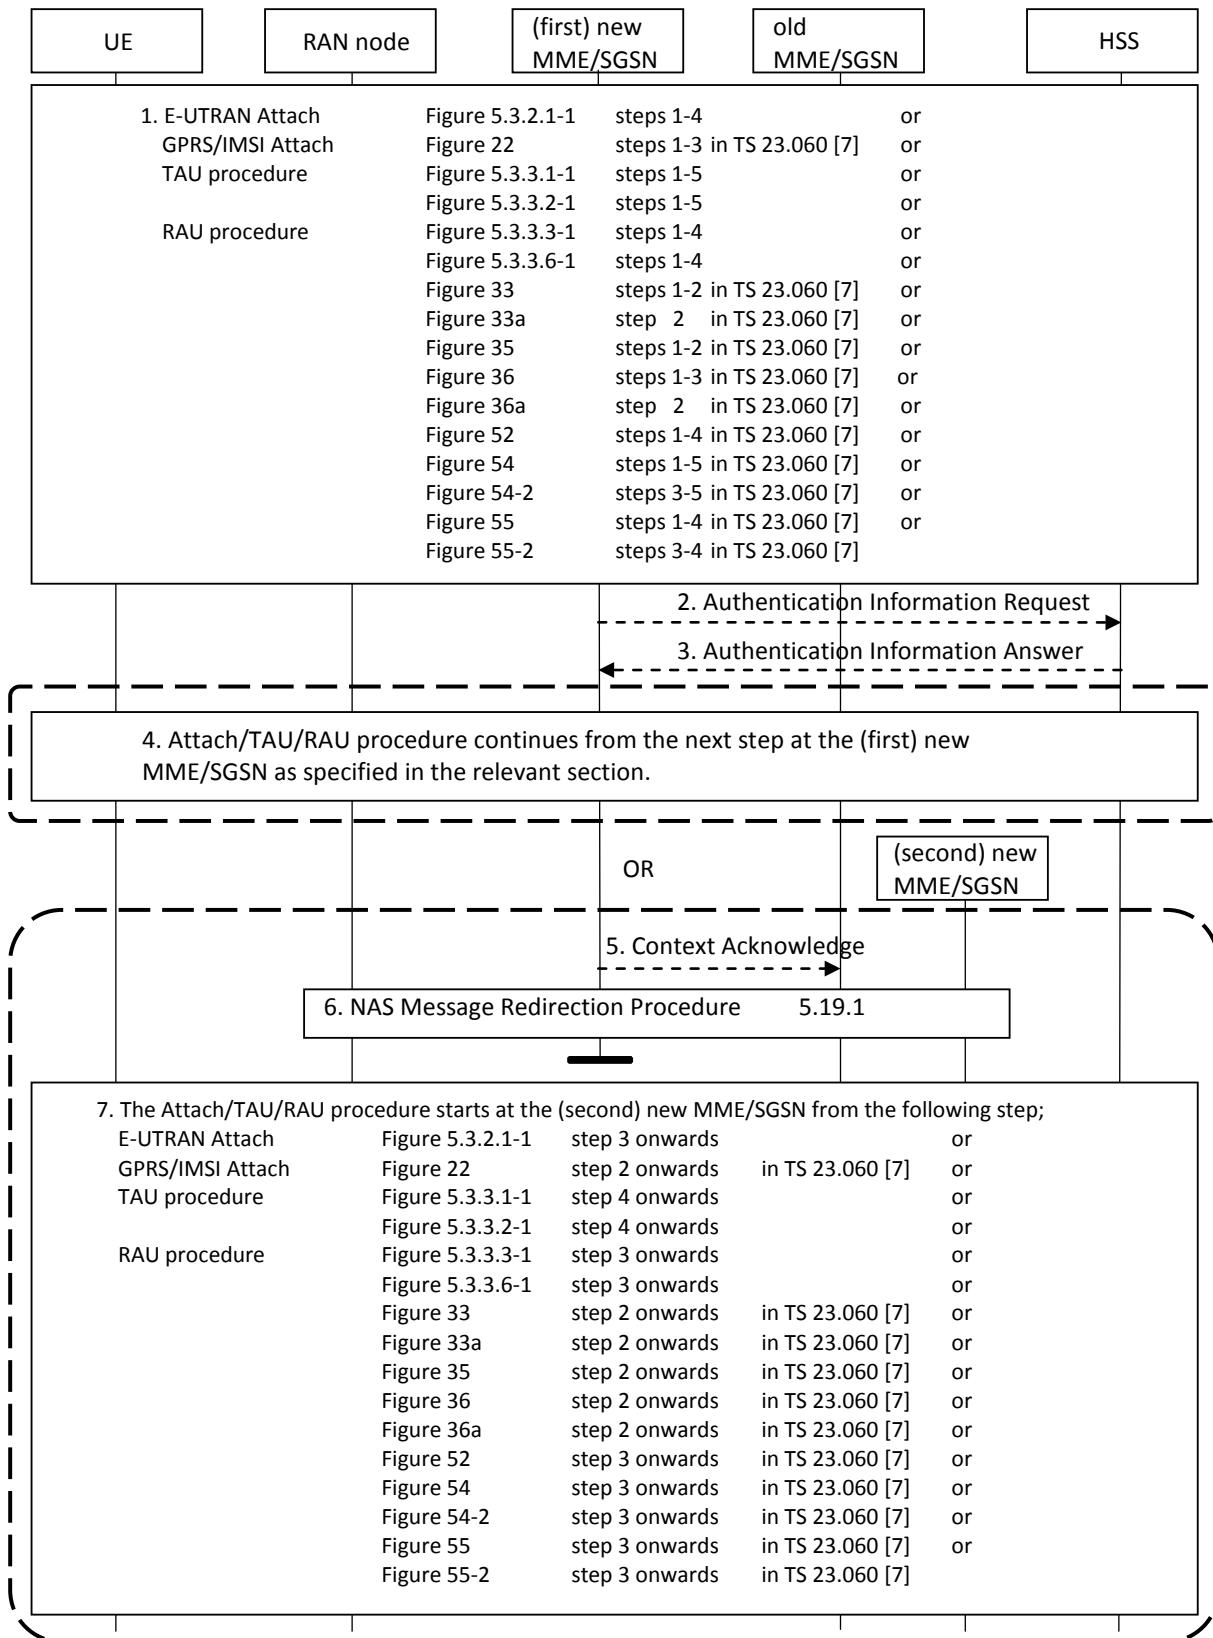 UE
RAN node
(first) new
MME/SGSN
old
MME/SGSN
HSS
1. E-UTRAN Attach Figure 5.3.2.1-1 steps 1-4 or
GPRS/IMSI Attach Figure 22 steps 1-3 in TS 23.060 [7] or
TAU procedure Figure 5.3.3.1-1 steps 1-5 or
Figure 5.3.3.2-1 steps 1-5 or
RAU procedure Figure 5.3.3.3-1 steps 1-4 or
Figure 5.3.3.6-1 steps 1-4 or
Figure 33 steps 1-2 in TS 23.060 [7] or
Figure 33a step 2 in TS 23.060 [7] or
Figure 35 steps 1-2 in TS 23.060 [7] or
Figure 36 steps 1-3 in TS 23.060 [7] or
Figure 36a step 2 in TS 23.060 [7] or
Figure 52 steps 1-4 in TS 23.060 [7] or
Figure 54 steps 1-5 in TS 23.060 [7] or
Figure 54-2 steps 3-5 in TS 23.060 [7] or
Figure 55 steps 1-4 in TS 23.060 [7] or
Figure 55-2 steps 3-4 in TS 23.060 [7]
2. Authentication Information Request
3. Authentication Information Answer
4. Attach/TAU/RAU procedure continues from the next step at the (first) new
MME/SGSN as specified in the relevant section.
OR
(second) new
MME/SGSN
5. Context Acknowledge
6. NAS Message Redirection Procedure 5.19.1
7. The Attach/TAU/RAU procedure starts at the (second) new MME/SGSN from the following step;
E-UTRAN Attach Figure 5.3.2.1-1 step 3 onwards or
GPRS/IMSI Attach Figure 22 step 2 onwards in TS 23.060 [7] or
TAU procedure Figure 5.3.3.1-1 step 4 onwards or
Figure 5.3.3.2-1 step 4 onwards or
RAU procedure Figure 5.3.3.3-1 step 3 onwards or
Figure 5.3.3.6-1 step 3 onwards or
Figure 33 step 2 onwards in TS 23.060 [7] or
Figure 33a step 2 onwards in TS 23.060 [7] or
Figure 35 step 2 onwards in TS 23.060 [7] or
Figure 36 step 2 onwards in TS 23.060 [7] or
Figure 36a step 2 onwards in TS 23.060 [7] or
Figure 52 step 3 onwards in TS 23.060 [7] or
Figure 54 step 3 onwards in TS 23.060 [7] or
Figure 54-2 step 3 onwards in TS 23.060 [7] or
Figure 55 step 3 onwards in TS 23.060 [7] or
Figure 55-2 step 3 onwards in TS 23.060 [7]